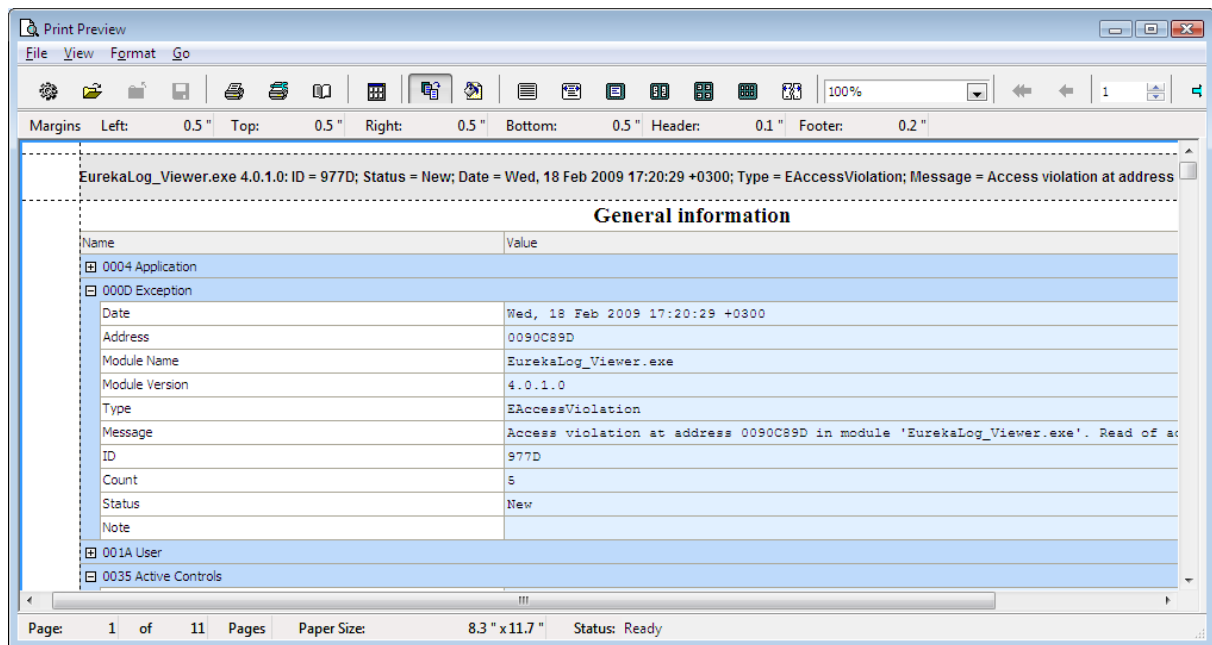 Print Preview
File View Format Go
100%
1
Margins Left: 0.5 " Top: 0.5 " Right: 0.5 " Bottom: 0.5 " Header: 0.1 " Footer: 0.2 "
EurekaLog_Viewer.exe 4.0.1.0: ID = 977D; Status = New; Date = Wed, 18 Feb 2009 17:20:29 +0300; Type = EAccessViolation; Message = Access violation at address
General information
Name Value
0004 Application
000D Exception
Date Wed, 18 Feb 2009 17:20:29 +0300
Address 0090C89D
Module Name EurekaLog_Viewer.exe
Module Version 4.0.1.0
Type EAccessViolation
Message Access violation at address 0090C89D in module 'EurekaLog_Viewer.exe'. Read of
ID 977D
Count 5
Status New
Note
001A User
0035 Active Controls
Page: 1 of 11 Pages Paper Size: 8.3 " x 11.7 " Status: Ready